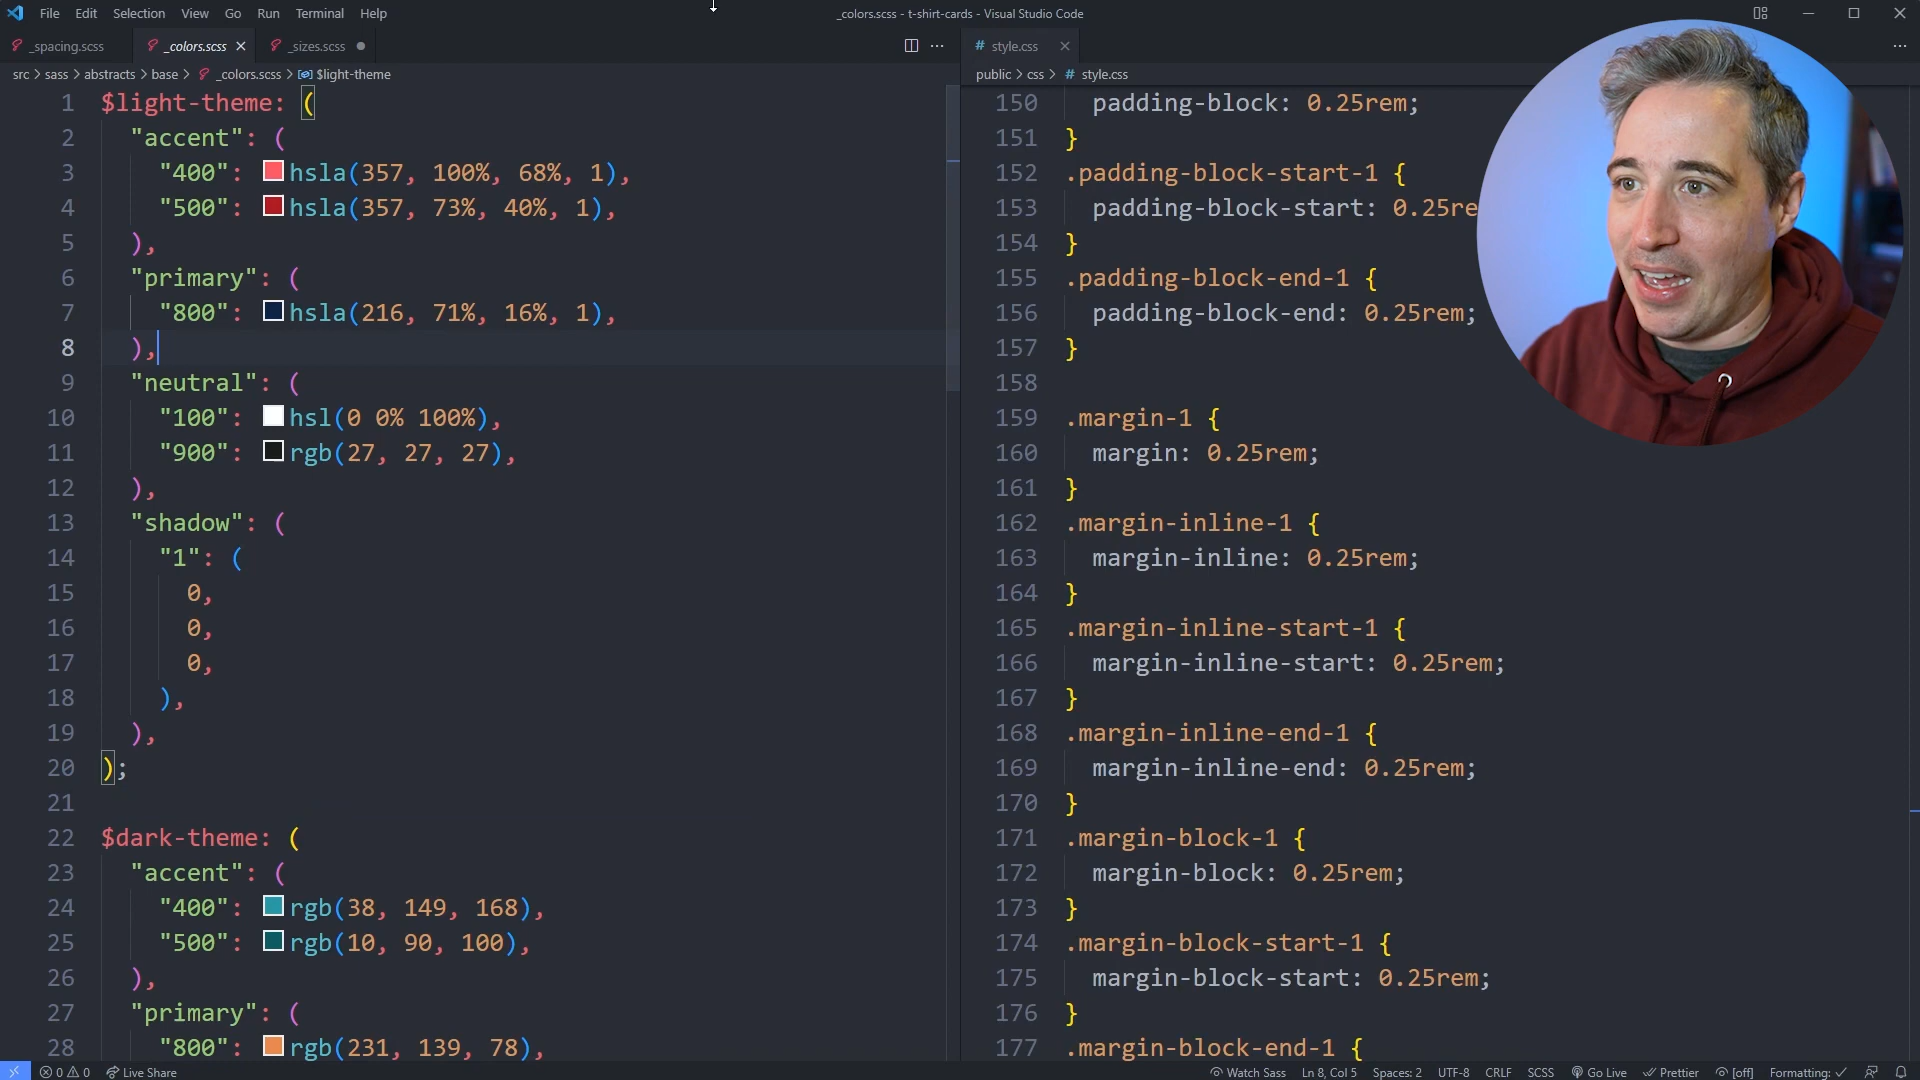 File Edit Selection View Go Run Terminal Help
_colors.scss - t-shirt-cards - Visual Studio Code
_spacing.scss _colors.scss _sizes.scss
src > sass > abstracts > base > _colors.scss > $light-theme
1 $light-theme: (
2 "accent": (
3 "400": hsla(357, 100%, 68%, 1),
4 "500": hsla(357, 73%, 40%, 1),
5 ),
6 "primary": (
7 "800": hsla(216, 71%, 16%, 1),
8 ),
9 "neutral": (
10 "100": hsl(0 0% 100%),
11 "900": rgb(27, 27, 27),
12 ),
13 "shadow": (
14 "1": (
15 0,
16 0,
17 0,
18 ),
19 ),
20 );
21
22 $dark-theme: (
23 "accent": (
24 "400": rgb(38, 149, 168),
25 "500": rgb(10, 90, 100),
26 ),
27 "primary": (
28 "800": rgb(231, 139, 78),
# style.css
public > css > # style.css
150 padding-block: 0.25rem;
151 }
152 .padding-block-start-1 {
153 padding-block-start: 0.25re
154 }
155 .padding-block-end-1 {
156 padding-block-end: 0.25rem;
157 }
158
159 .margin-1 {
160 margin: 0.25rem;
161 }
162 .margin-inline-1 {
163 margin-inline: 0.25rem;
164 }
165 .margin-inline-start-1 {
166 margin-inline-start: 0.25rem;
167 }
168 .margin-inline-end-1 {
169 margin-inline-end: 0.25rem;
170 }
171 .margin-block-1 {
172 margin-block: 0.25rem;
173 }
174 .margin-block-start-1 {
175 margin-block-start: 0.25rem;
176 }
177 .margin-block-end-1 {
0 0 Live Share Watch Sass Ln 8, Col 5 Spaces: 2 UTF-8 CRLF SCSS Go Live Prettier [off] Formatting: ✓